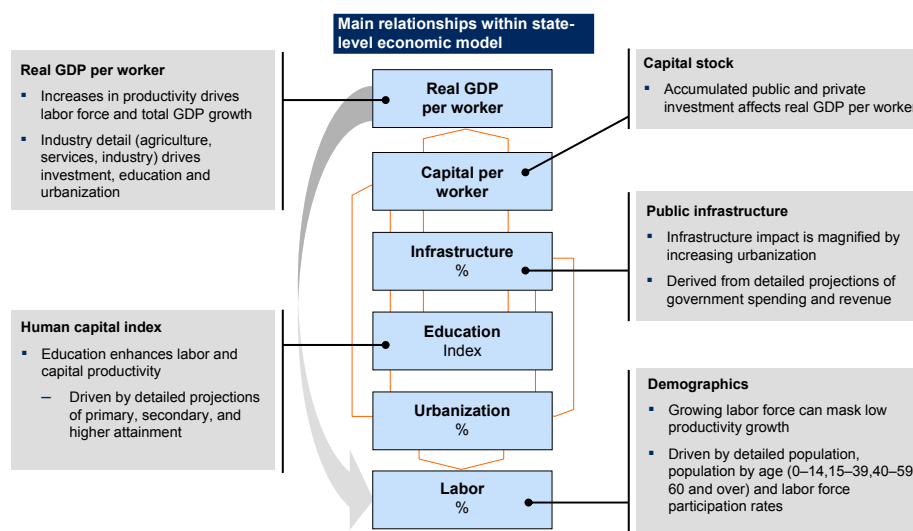 Main relationships within state-
level economic model
Real GDP per worker
▪ Increases in productivity drives
labor force and total GDP growth
▪ Industry detail (agriculture,
services, industry) drives
investment, education and
urbanization
Human capital index
▪ Education enhances labor and
capital productivity
– Driven by detailed projections
of primary, secondary, and
higher attainment
Real GDP
per worker
Capital per
worker
Infrastructure
%
Education
Index
Urbanization
%
Labor
%
Capital stock
▪ Accumulated public and private
investment affects real GDP per worker
Public infrastructure
▪ Infrastructure impact is magnified by
increasing urbanization
▪ Derived from detailed projections of
government spending and revenue
Demographics
▪ Growing labor force can mask low
productivity growth
▪ Driven by detailed population,
population by age (0–14,15–39,40–59
60 and over) and labor force
participation rates